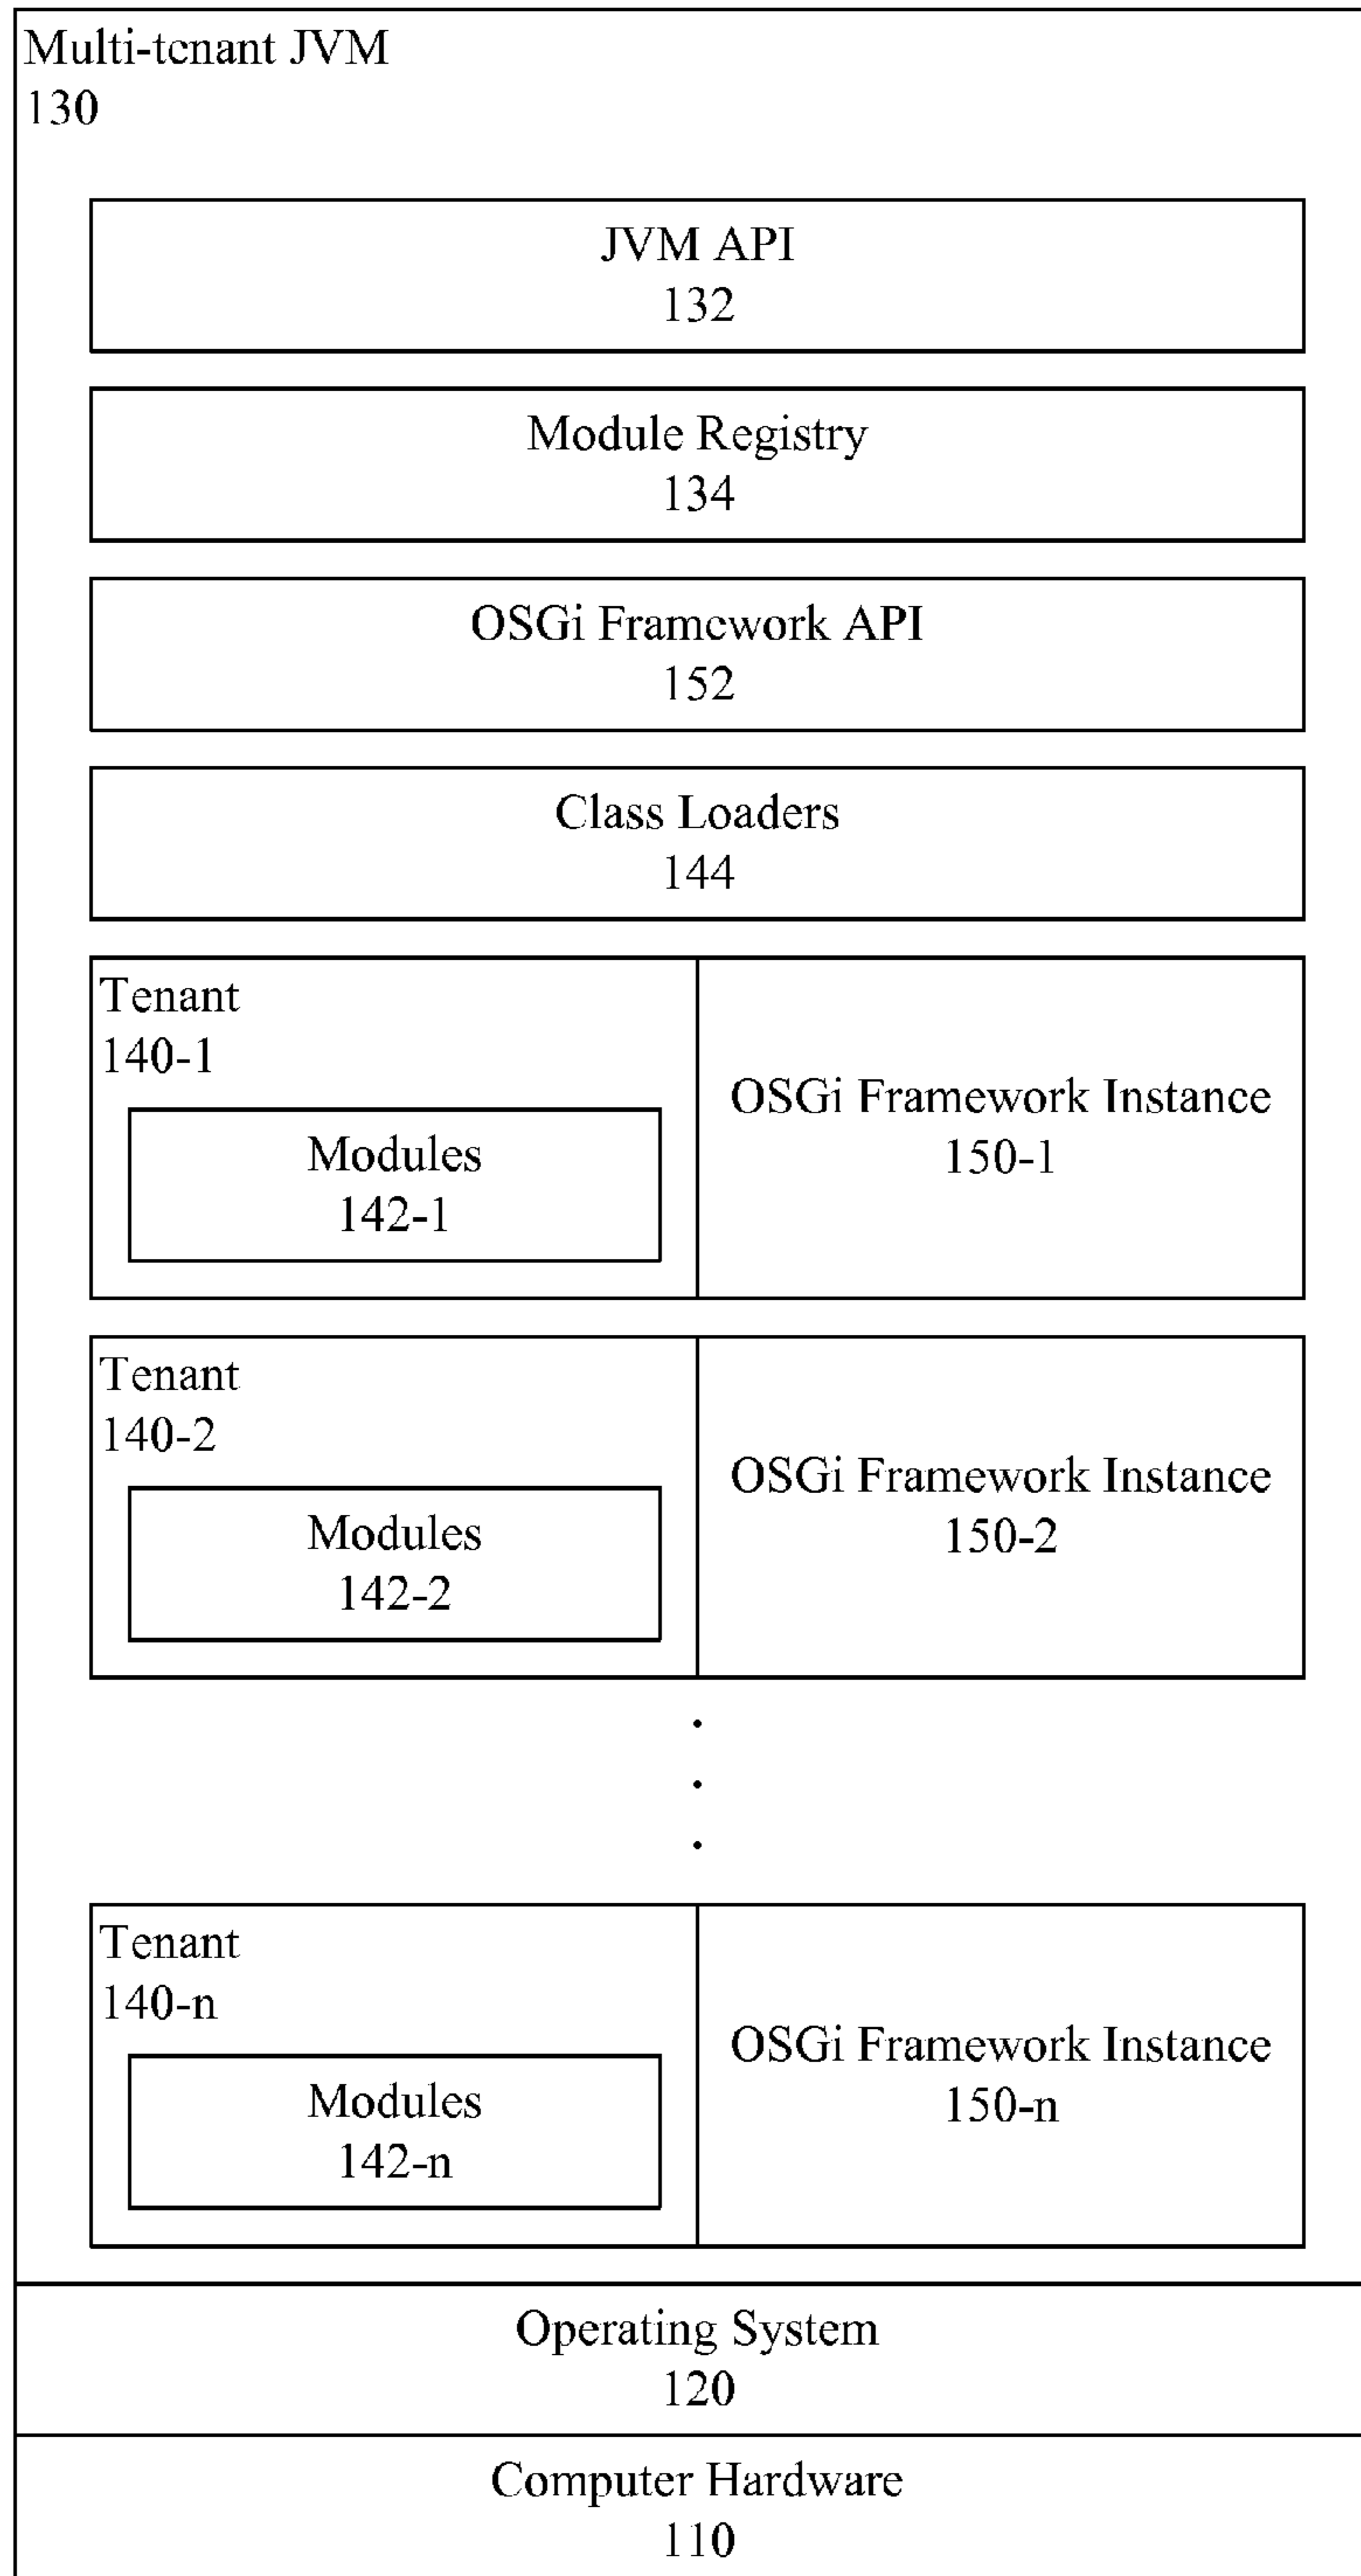 Multi-tenant JVM
130
JVM API
132
Module Registry
134
OSGi Framework API
152
Class Loaders
144
Tenant
140-1
Modules
142-1
OSGi Framework Instance
150-1
Tenant
140-2
Modules
142-2
OSGi Framework Instance
150-2
Tenant
140-n
Modules
142-n
OSGi Framework Instance
150-n
Operating System
120
Computer Hardware
110